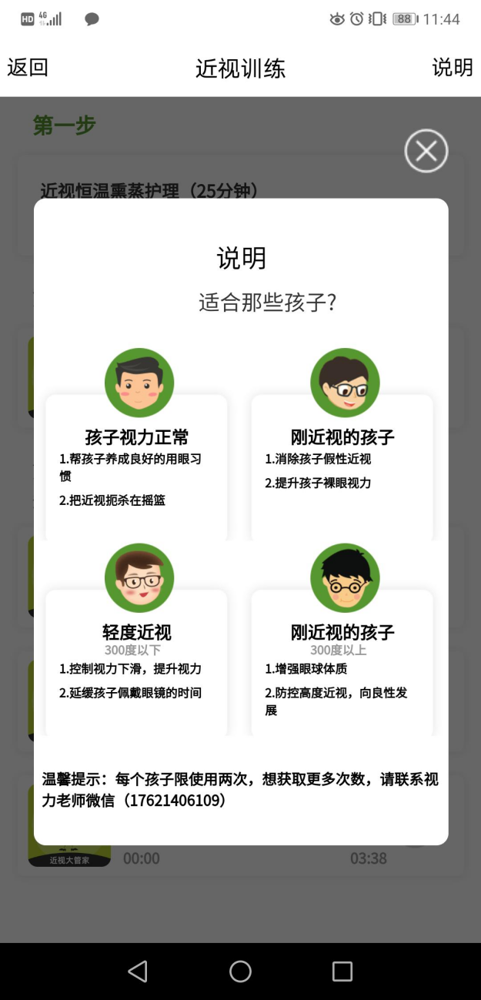 HD 4G 88 11:44
返回 近视训练 说明
第一步
近视恒温熏蒸护理（25分钟）
说明
适合那些孩子?
孩子视力正常
1.帮孩子养成良好的用眼习
惯
2.把近视扼杀在摇篮
刚近视的孩子
1.消除孩子假性近视
2.提升孩子裸眼视力
轻度近视
300度以下
1.控制视力下滑，提升视力
2.延缓孩子佩戴眼镜的时间
刚近视的孩子
300度以上
1.增强眼球体质
2.防控高度近视，向良性发
展
温馨提示：每个孩子限使用两次，想获取更多次数，请联系视
力老师微信（17621406109）
近视大管家 00:00 03:38